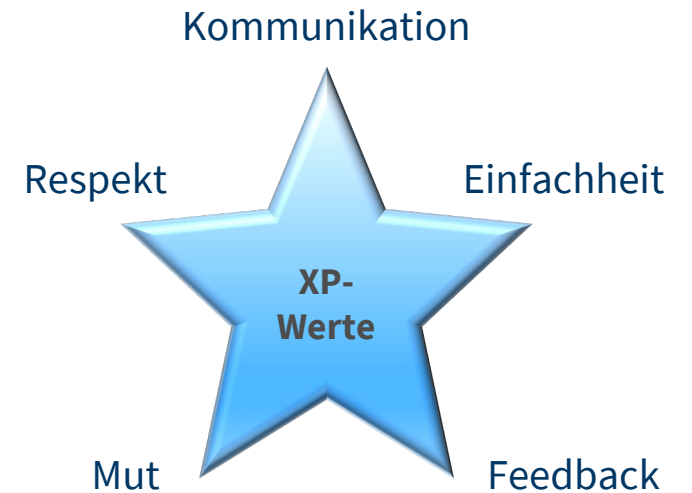 Kommunikation
Respekt
Einfachheit
XP-
Werte
Mut
Feedback